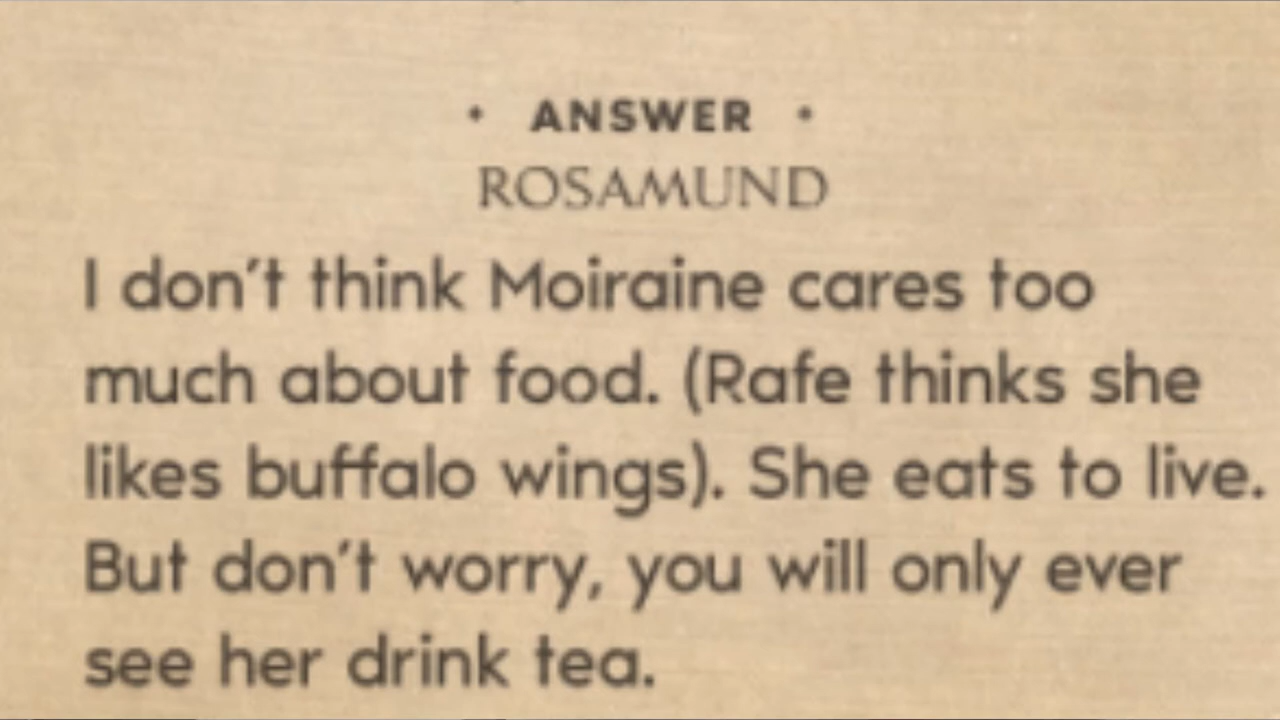 • ANSWER •
ROSAMUND
I don't think Moiraine cares too
much about food. (Rafe thinks she
likes buffalo wings). She eats to live.
But don't worry, you will only ever
see her drink tea.